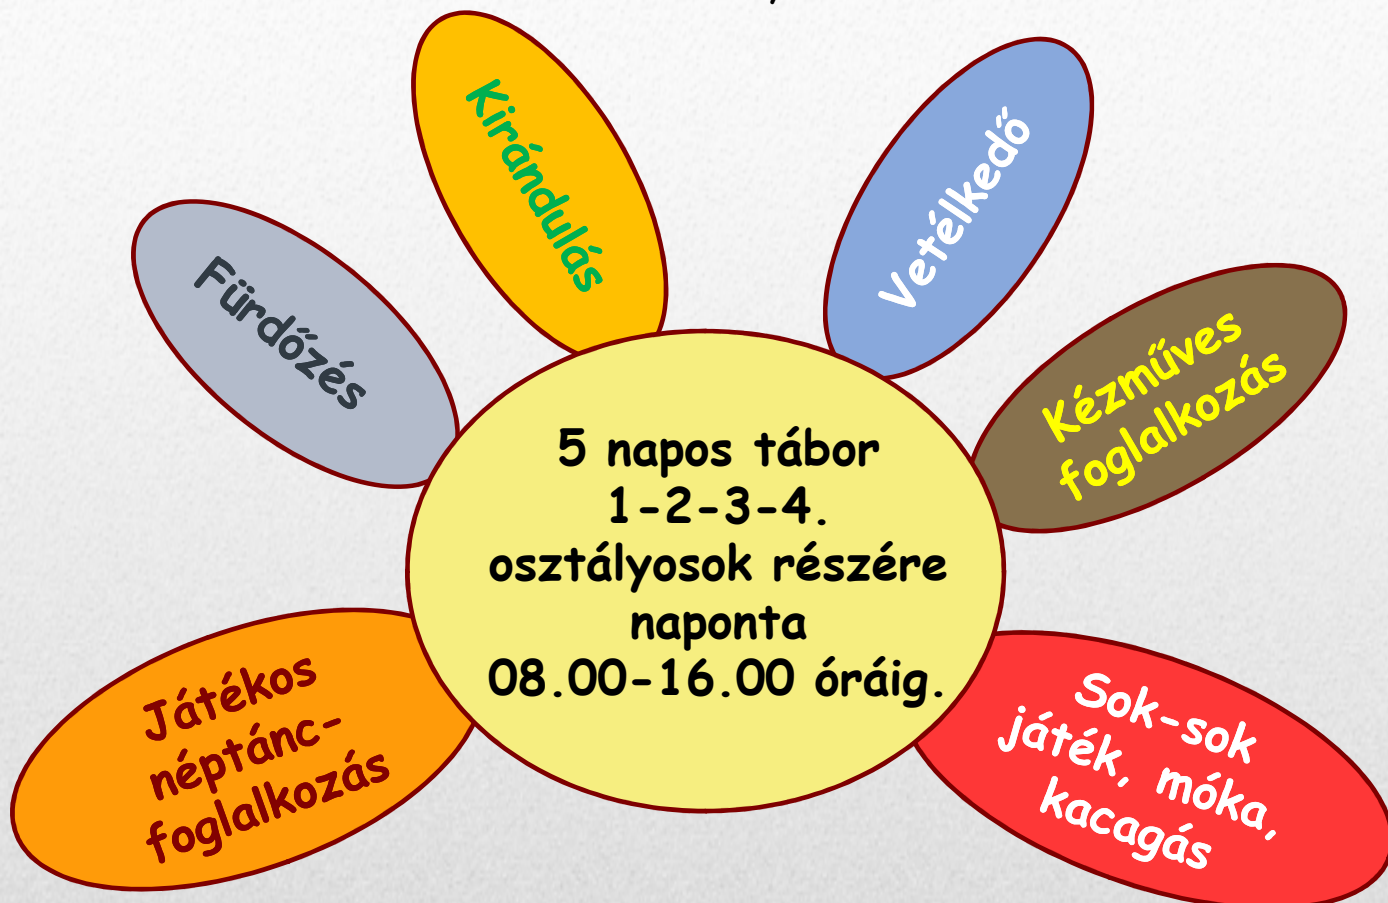 Kirándulás
Vetélkedő
Fürdőzés
Kézműves
foglalkozás
5 napos tábor
1-2-3-4.
osztályosok részére
naponta
08.00-16.00 óráig.
Játékos
néptánc-
foglalkozás
Sok-sok
játék, móka,
kacagás